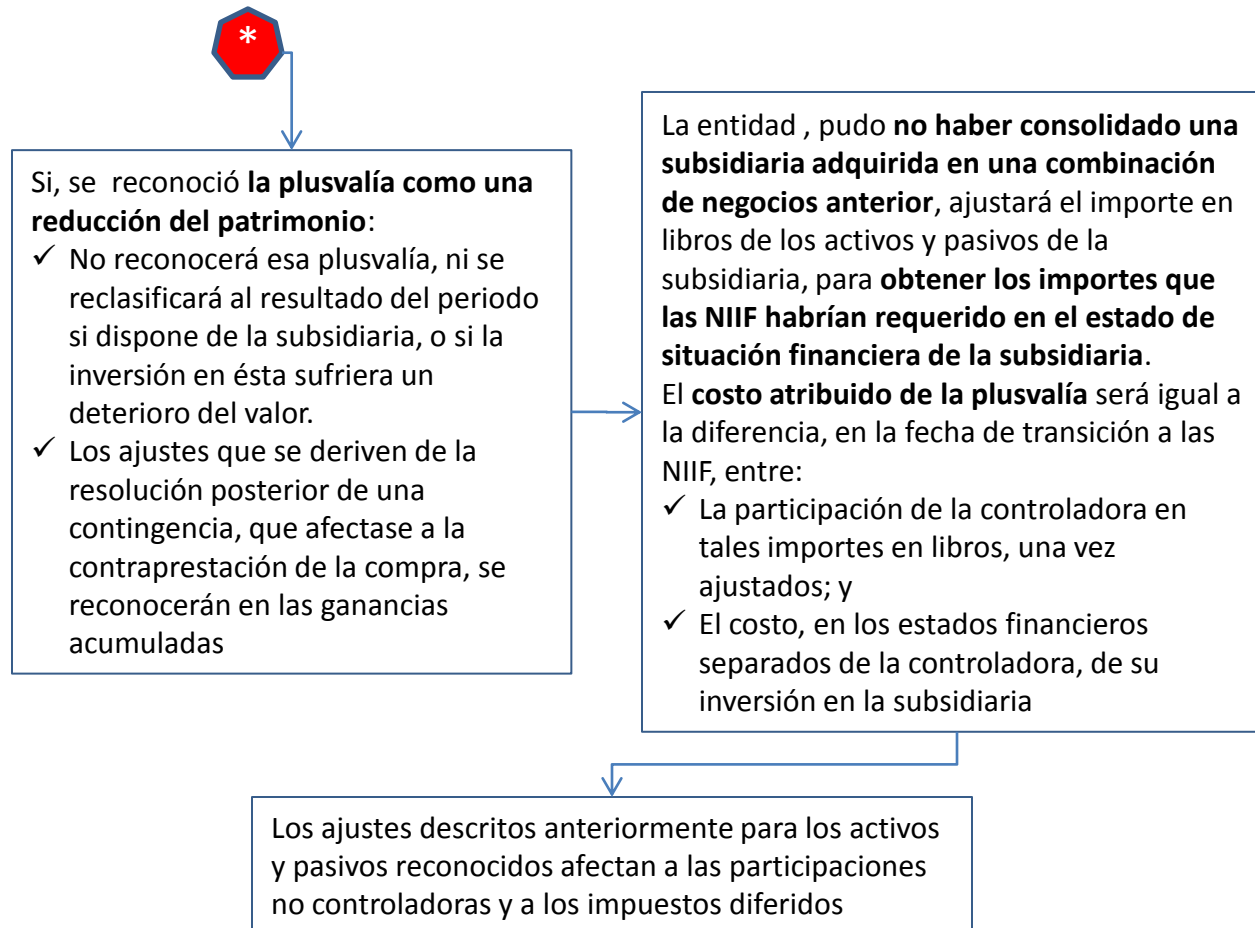 *
Si, se reconoció la plusvalía como una
reducción del patrimonio:
✓ No reconocerá esa plusvalía, ni se
reclasificará al resultado del periodo
si dispone de la subsidiaria, o si la
inversión en ésta sufriera un
deterioro del valor.
✓ Los ajustes que se deriven de la
resolución posterior de una
contingencia, que afectase a la
contraprestación de la compra, se
reconocerán en las ganancias
acumuladas
La entidad , pudo no haber consolidado una
subsidiaria adquirida en una combinación
de negocios anterior, ajustará el importe en
libros de los activos y pasivos de la
subsidiaria, para obtener los importes que
las NIIF habrían requerido en el estado de
situación financiera de la subsidiaria.
El costo atribuido de la plusvalía será igual a
la diferencia, en la fecha de transición a las
NIIF, entre:
✓ La participación de la controladora en
tales importes en libros, una vez
ajustados; y
✓ El costo, en los estados financieros
separados de la controladora, de su
inversión en la subsidiaria
Los ajustes descritos anteriormente para los activos
y pasivos reconocidos afectan a las participaciones
no controladoras y a los impuestos diferidos